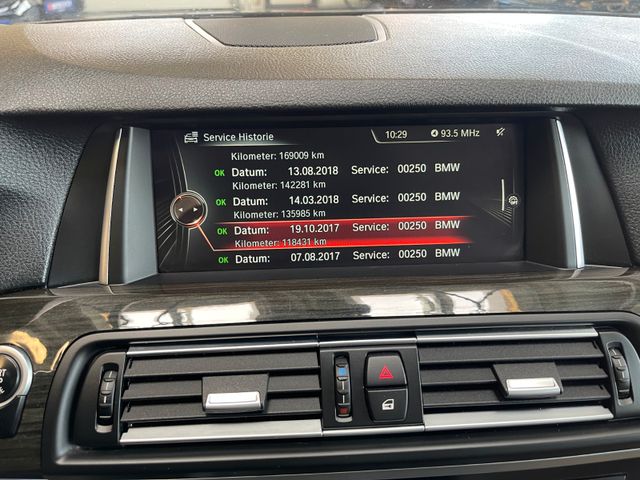 Service Historie 10:29 93.5 MHz
Kilometer: 169009 km
OK Datum: 13.08.2018 Service: 00250 BMW
Kilometer: 142281 km
OK Datum: 14.03.2018 Service: 00250 BMW
Kilometer: 135985 km
OK Datum: 19.10.2017 Service: 00250 BMW
Kilometer: 118431 km
OK Datum: 07.08.2017 Service: 00250 BMW